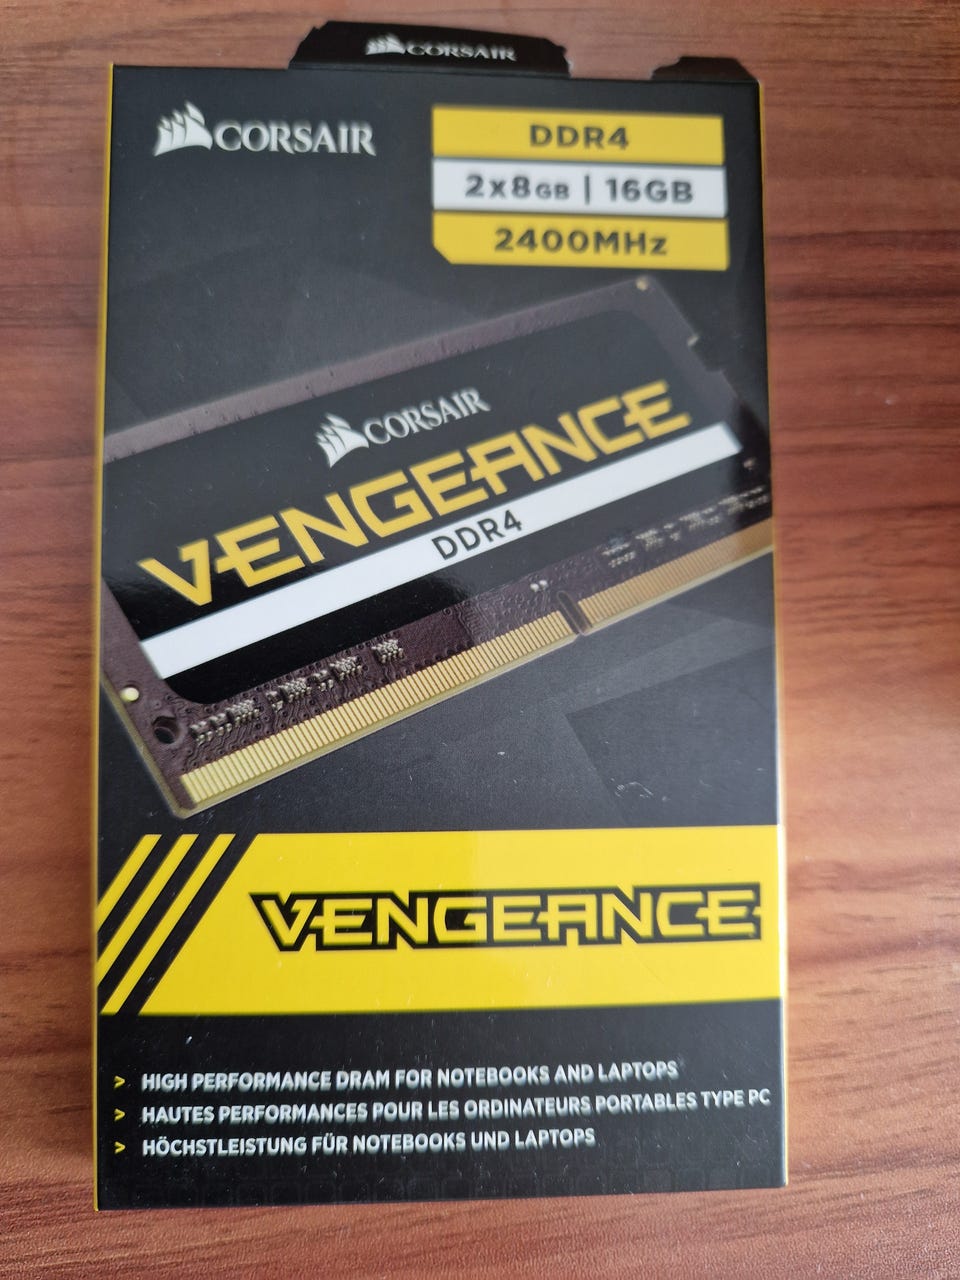 CORSAIR
CORSAIR
DDR4
2x8GB | 16GB
2400MHz
CORSAIR
VENGEANCE
DDR4
VENGEANCE
> HIGH PERFORMANCE DRAM FOR NOTEBOOKS AND LAPTOPS
> HAUTES PERFORMANCES POUR LES ORDINATEURS PORTABLES TYPE PC
> HÖCHSTLEISTUNG FÜR NOTEBOOKS UND LAPTOPS